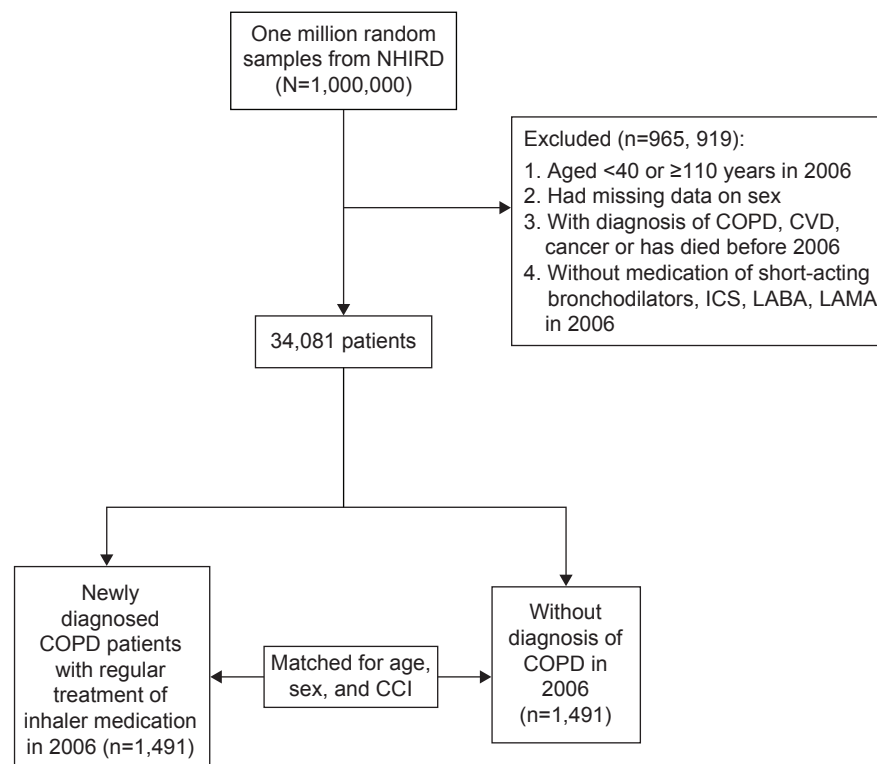 One million random
samples from NHIRD
(N=1,000,000)
Excluded (n=965, 919):
1. Aged <40 or ≥110 years in 2006
2. Had missing data on sex
3. With diagnosis of COPD, CVD,
cancer or has died before 2006
4. Without medication of short-acting
bronchodilators, ICS, LABA, LAMA
in 2006
34,081 patients
Newly
diagnosed
COPD patients
with regular
treatment of
inhaler medication
in 2006 (n=1,491)
Matched for age,
sex, and CCI
Without
diagnosis of
COPD in
2006
(n=1,491)